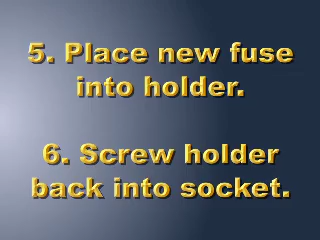 5. Place new fuse
into holder.
6. Screw holder
back into socket.